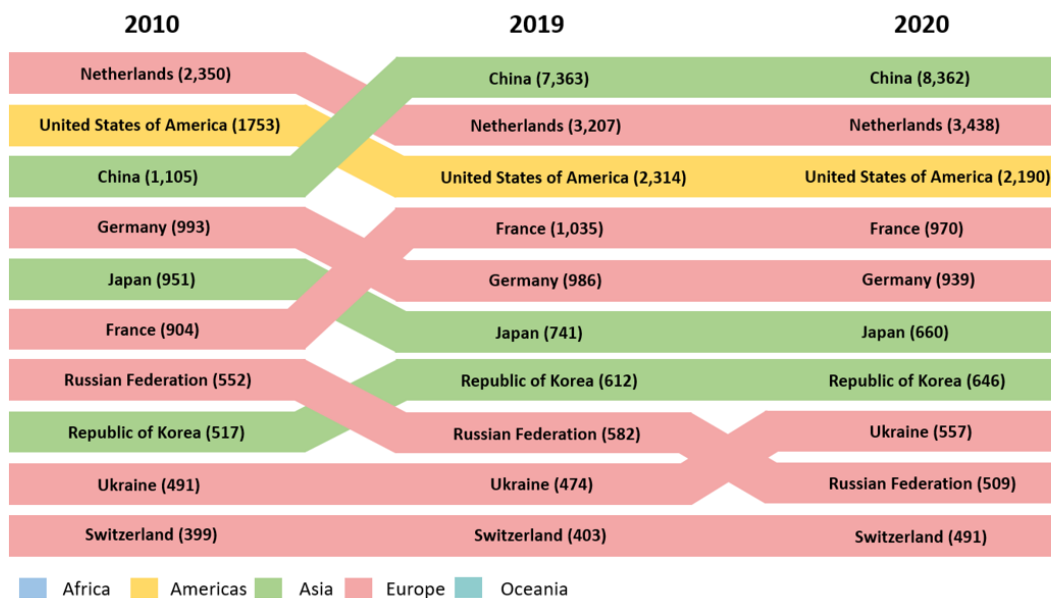 2010 2019 2020
Netherlands (2,350) China (7,363) China (8,362)
United States of America (1753) Netherlands (3,207) Netherlands (3,438)
China (1,105) United States of America (2,314) United States of America (2,190)
Germany (993) France (1,035) France (970)
Japan (951) Germany (986) Germany (939)
France (904) Japan (741) Japan (660)
Russian Federation (552) Republic of Korea (612) Republic of Korea (646)
Republic of Korea (517) Russian Federation (582) Ukraine (557)
Ukraine (491) Ukraine (474) Russian Federation (509)
Switzerland (399) Switzerland (403) Switzerland (491)
Africa Americas Asia Europe Oceania